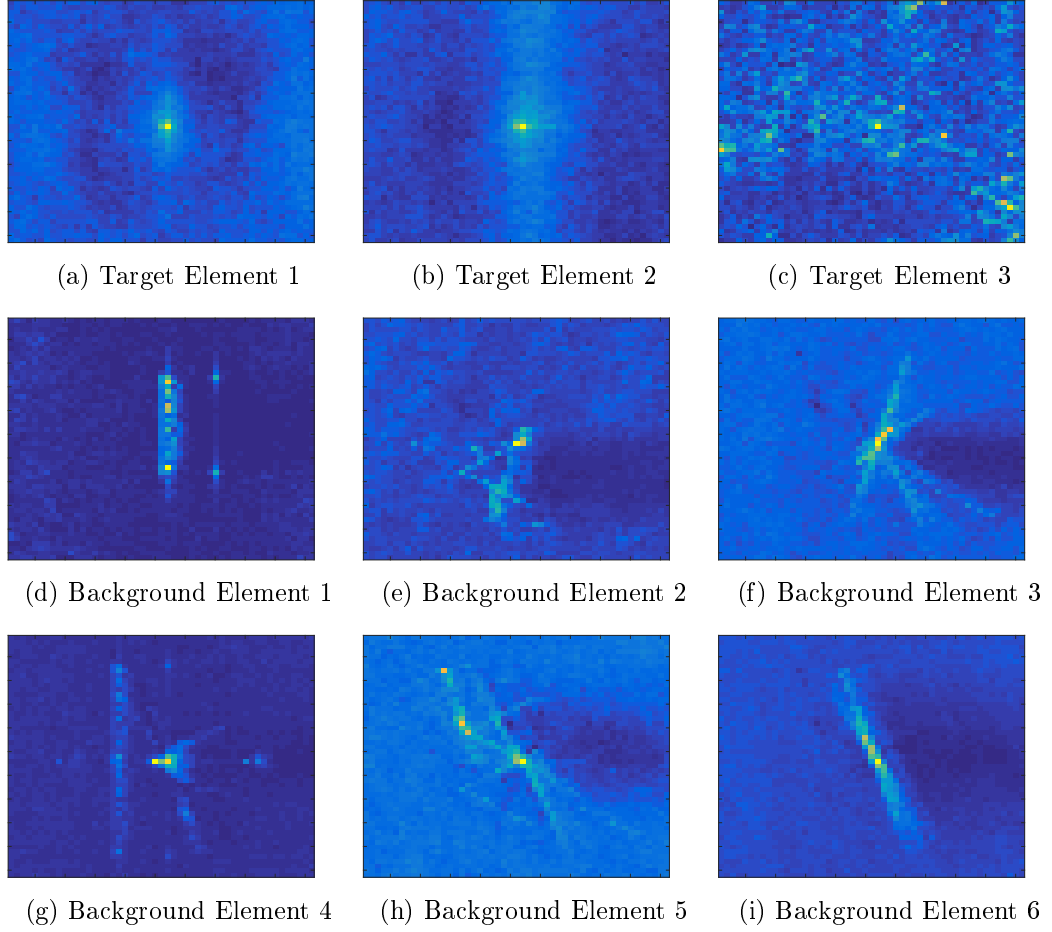 (a) Target Element 1
(b) Target Element 2
(c) Target Element 3
(d) Background Element 1
(e) Background Element 2
(f) Background Element 3
(g) Background Element 4
(h) Background Element 5
(i) Background Element 6